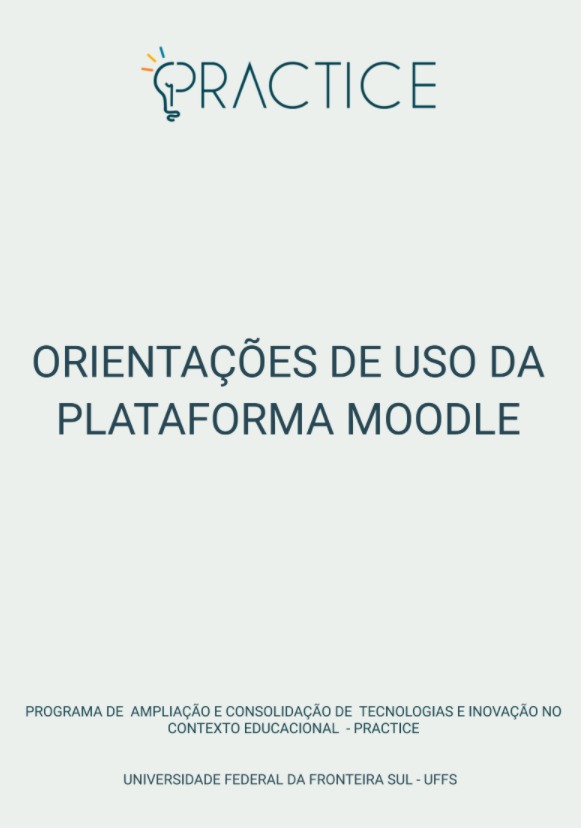 PRACTICE
ORIENTAÇÕES DE USO DA
PLATAFORMA MOODLE
PROGRAMA DE AMPLIAÇÃO E CONSOLIDAÇÃO DE TECNOLOGIAS E INOVAÇÃO NO
CONTEXTO EDUCACIONAL - PRACTICE
UNIVERSIDADE FEDERAL DA FRONTEIRA SUL - UFFS